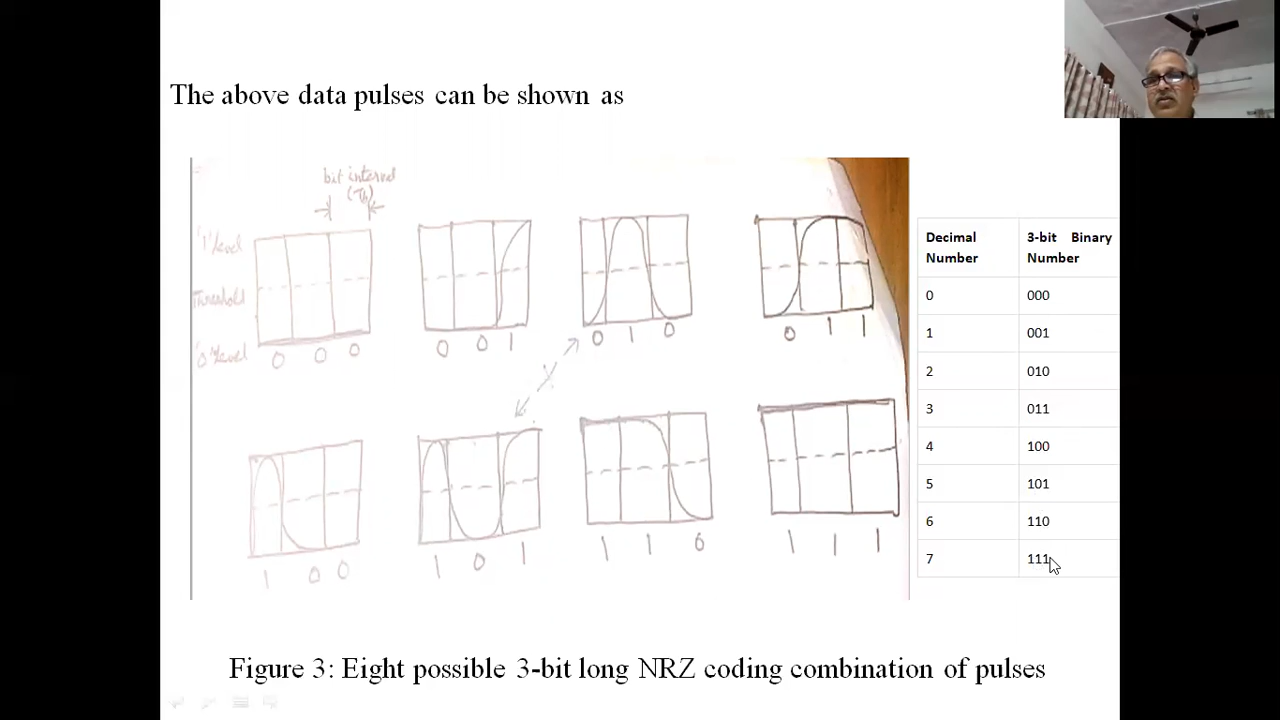 The above data pulses can be shown as
bit interval
(Tb)
'1' level
Threshold
'0' level
0 0 0
0 0 1
0 1 0
0 1 1
1 0 0
1 0 1
1 1 0
1 1 1
Decimal Number 3-bit Binary Number
0 000
1 001
2 010
3 011
4 100
5 101
6 110
7 111
Figure 3: Eight possible 3-bit long NRZ coding combination of pulses